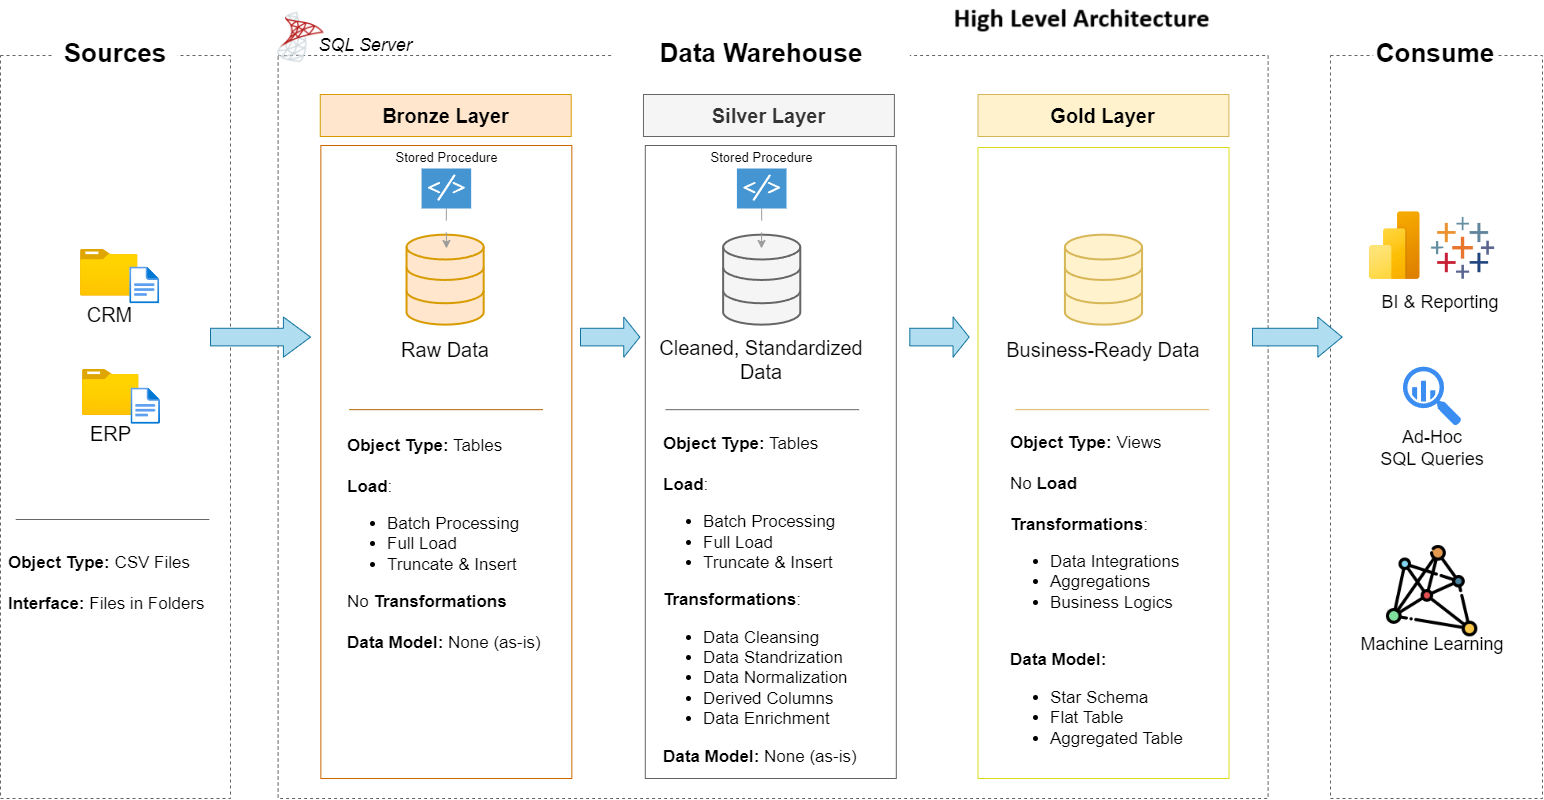 High Level Architecture
Sources
SQL Server
Data Warehouse
Consume
CRM
ERP
Object Type: CSV Files
Interface: Files in Folders
Bronze Layer
Stored Procedure
</>
Raw Data
Object Type: Tables
Load:
• Batch Processing
• Full Load
• Truncate & Insert
No Transformations
Data Model: None (as-is)
Silver Layer
Stored Procedure
</>
Cleaned, Standardized
Data
Object Type: Tables
Load:
• Batch Processing
• Full Load
• Truncate & Insert
Transformations:
• Data Cleansing
• Data Standrization
• Data Normalization
• Derived Columns
• Data Enrichment
Data Model: None (as-is)
Gold Layer
Business-Ready Data
Object Type: Views
No Load
Transformations:
• Data Integrations
• Aggregations
• Business Logics
Data Model:
• Star Schema
• Flat Table
• Aggregated Table
BI & Reporting
Ad-Hoc
SQL Queries
Machine Learning